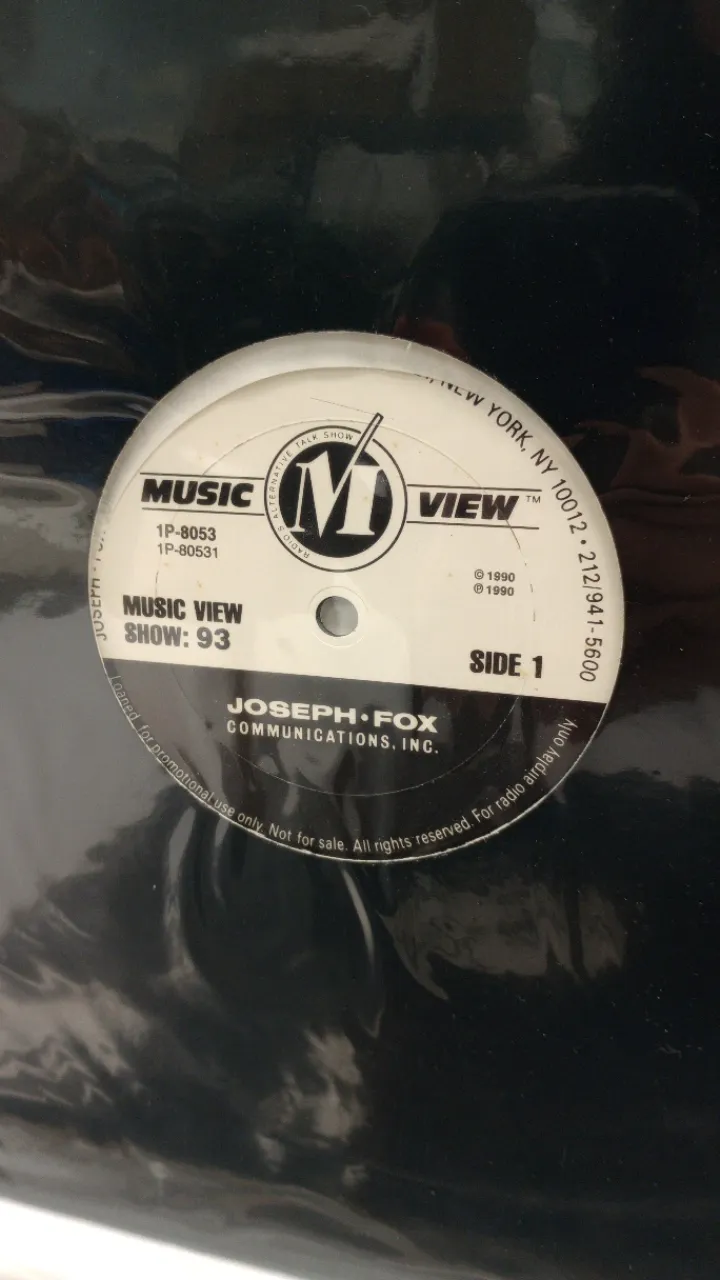 NEW YORK, NY 10012 • 212/941-5600
RADIO'S ALTERNATIVE TALK SHOW
M
MUSIC VIEW™
1P-8053
1P-80531
© 1990
℗ 1990
MUSIC VIEW
SHOW: 93
SIDE 1
JOSEPH • FOX
COMMUNICATIONS, INC.
JOSEPH
Loaned for promotional use only. Not for sale. All rights reserved. For radio airplay only.